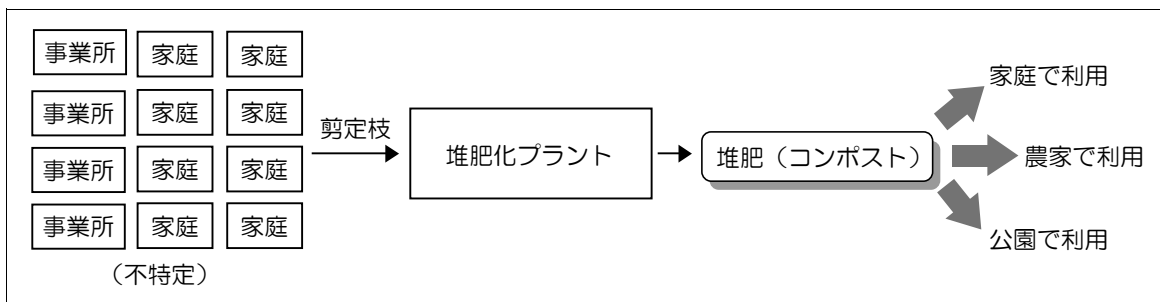 事業所 家庭 家庭
事業所 家庭 家庭
事業所 家庭 家庭
事業所 家庭 家庭
（不特定）
剪定枝
堆肥化プラント
堆肥（コンポスト）
家庭で利用
農家で利用
公園で利用